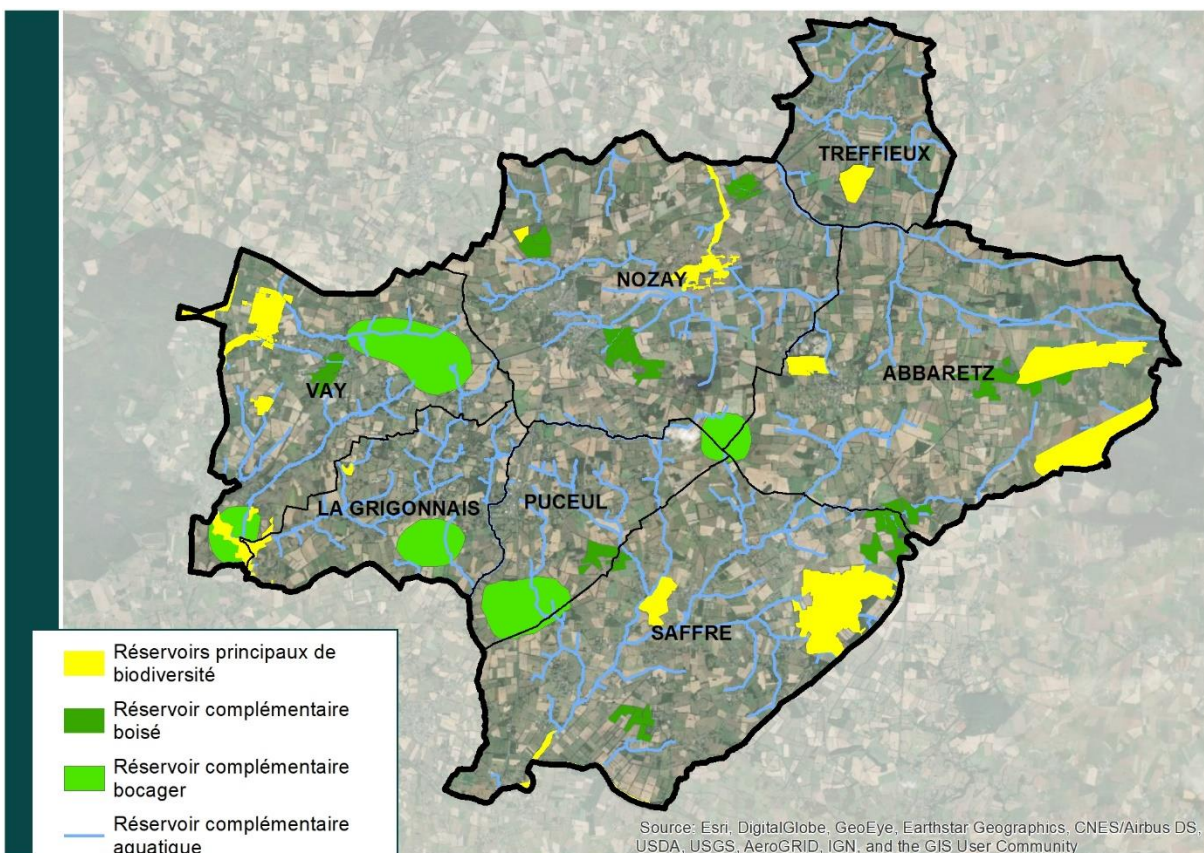 TREFFIEUX
NOZAY
ABBARETZ
VAY
LA GRIGONNAIS
PUCEUL
SAFFRE
Réservoirs principaux de
biodiversité
Réservoir complémentaire
boisé
Réservoir complémentaire
bocager
Réservoir complémentaire
aquatique
Source: Esri, DigitalGlobe, GeoEye, Earthstar Geographics, CNES/Airbus DS,
USDA, USGS, AeroGRID, IGN, and the GIS User Community